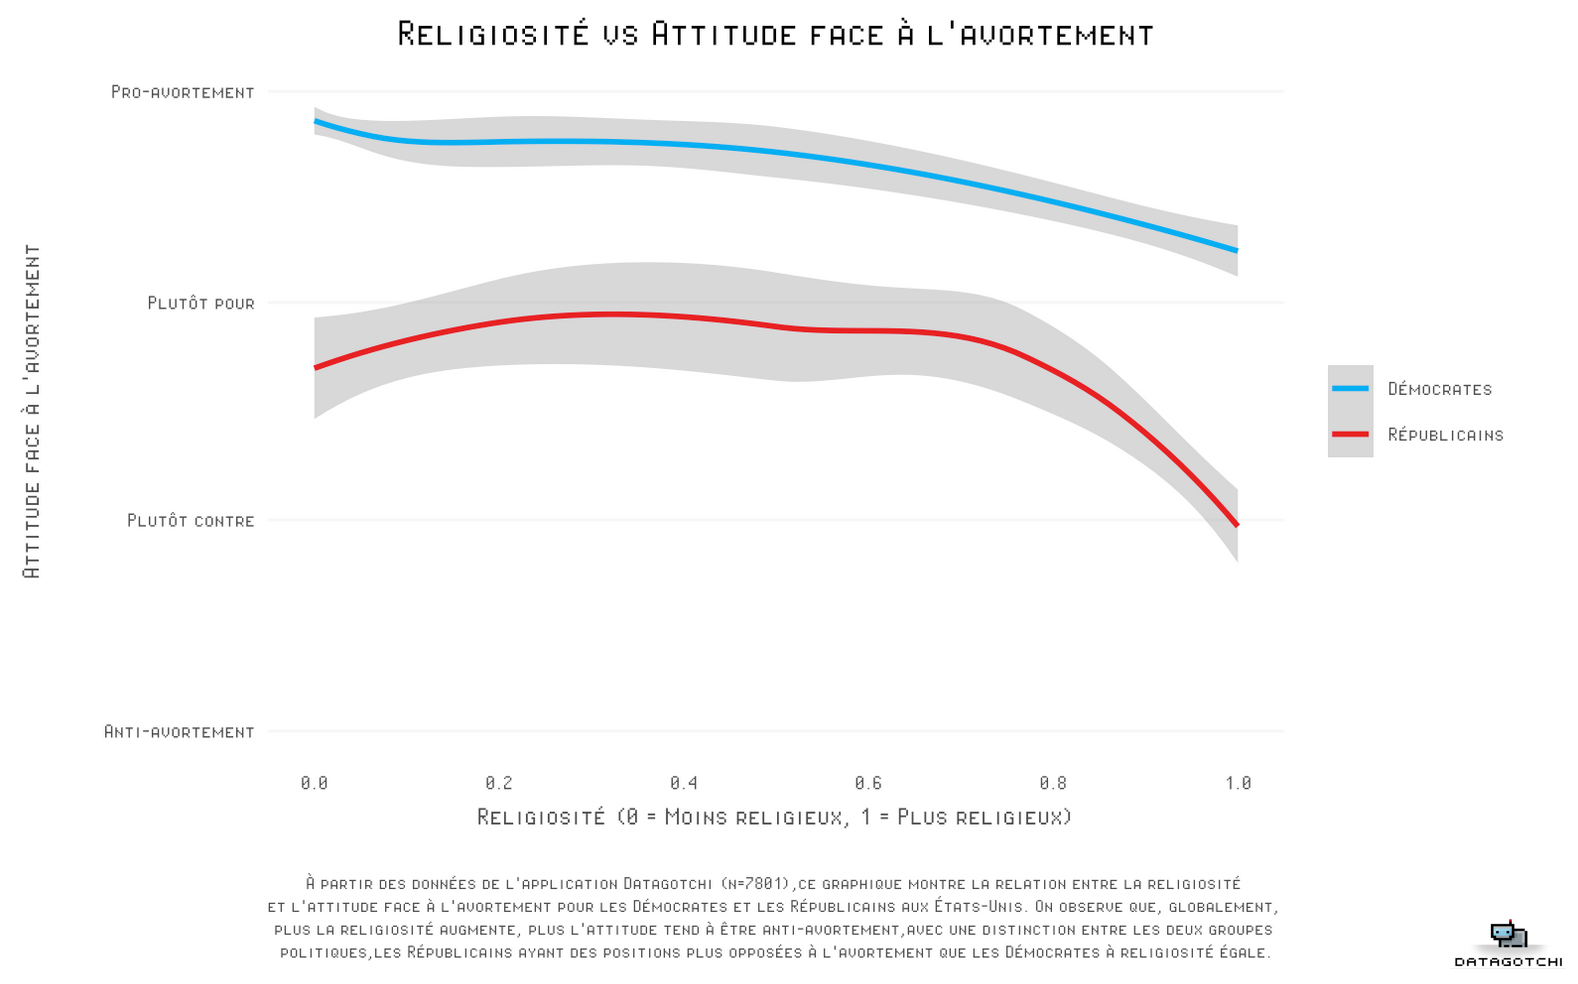 Religiosité vs Attitude face à l'avortement
Pro-avortement
Plutôt pour
Plutôt contre
Anti-avortement
Attitude face à l'avortement
Démocrates
Républicains
0.0 0.2 0.4 0.6 0.8 1.0
Religiosité (0 = Moins religieux, 1 = Plus religieux)
À partir des données de l'application Datagotchi (n=7801),ce graphique montre la relation entre la religiosité
et l'attitude face à l'avortement pour les Démocrates et les Républicains aux États-Unis. On observe que, globalement,
plus la religiosité augmente, plus l'attitude tend à être anti-avortement,avec une distinction entre les deux groupes
politiques,les Républicains ayant des positions plus opposées à l'avortement que les Démocrates à religiosité égale.
DATAGOTCHI